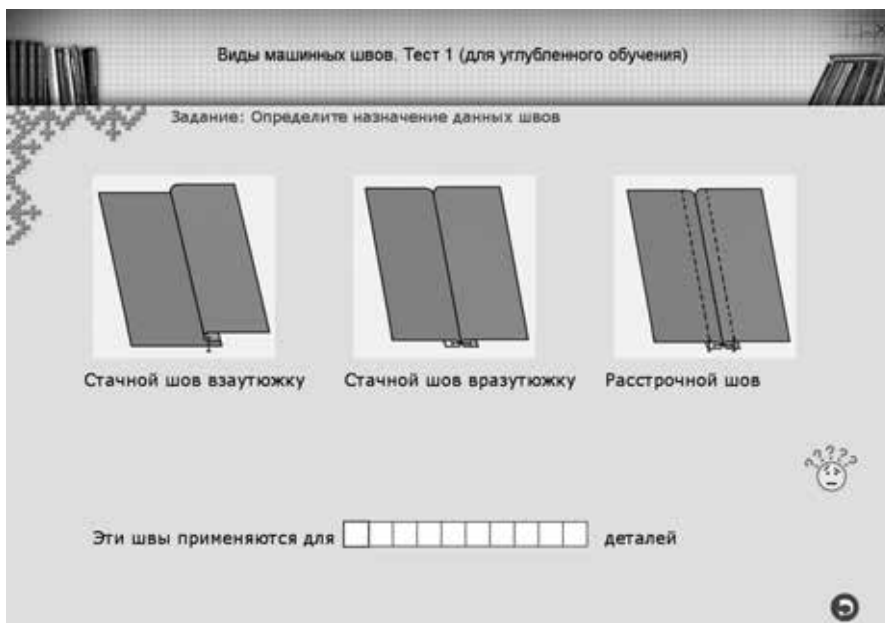 Виды машинных швов. Тест 1 (для углубленного обучения)
Задание: Определите назначение данных швов
Стачной шов взаутюжку
Стачной шов вразутюжку
Расстрочной шов
?????
Эти швы применяются для деталей